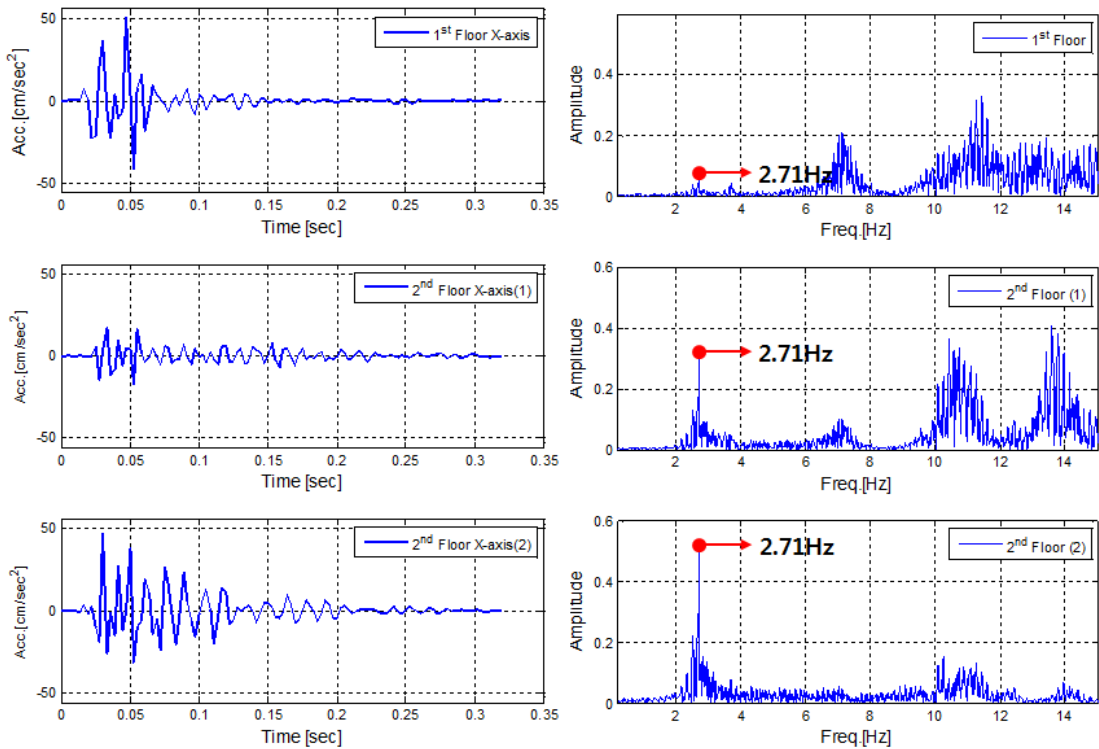 50
0
-50
Acc.[cm/sec²]
1st Floor X-axis
0 0.05 0.1 0.15 0.2 0.25 0.3 0.35
Time [sec]
0.4
0.2
0
Amplitude
1st Floor
2.71Hz
2 4 6 8 10 12 14
Freq.[Hz]
50
0
-50
Acc.[cm/sec²]
2nd Floor X-axis(1)
0 0.05 0.1 0.15 0.2 0.25 0.3 0.35
Time [sec]
0.6
0.4
0.2
0
Amplitude
2nd Floor (1)
2.71Hz
2 4 6 8 10 12 14
Freq.[Hz]
50
0
-50
Acc.[cm/sec²]
2nd Floor X-axis(2)
0 0.05 0.1 0.15 0.2 0.25 0.3 0.35
Time [sec]
0.6
0.4
0.2
0
Amplitude
2nd Floor (2)
2.71Hz
2 4 6 8 10 12 14
Freq.[Hz]